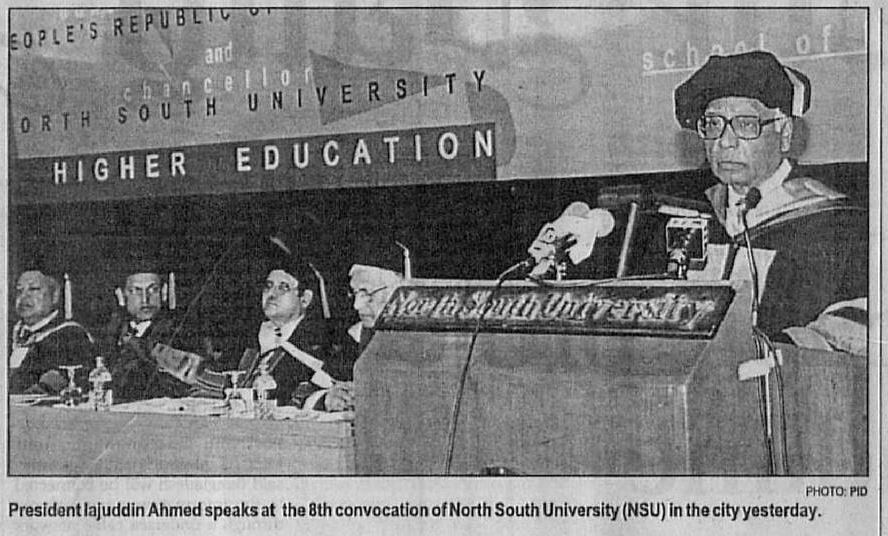 EOPLE'S REPUBLIC O
and
chancellor
ORTH SOUTH UNIVERSITY
HIGHER EDUCATION
school of
North South University
PHOTO: PID
President Iajuddin Ahmed speaks at the 8th convocation of North South University (NSU) in the city yesterday.